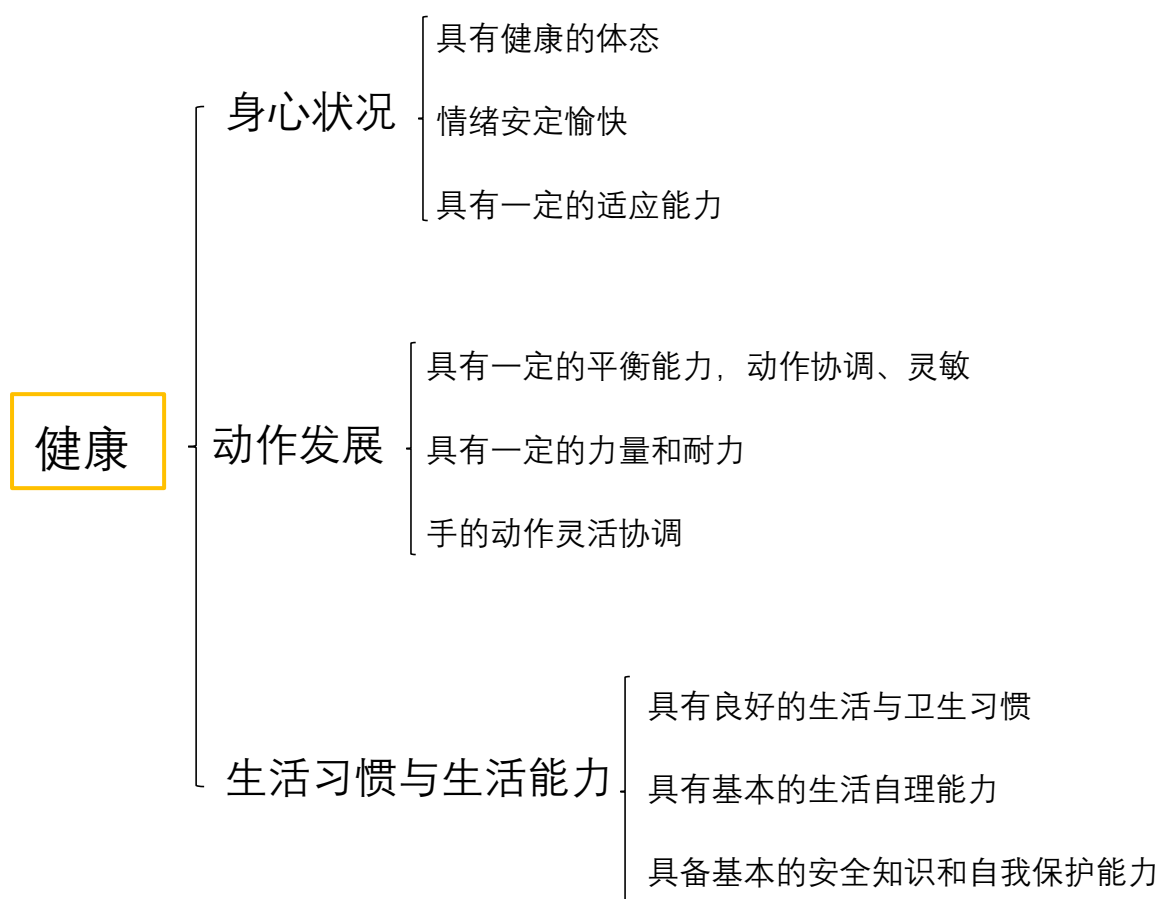 健康
身心状况
具有健康的体态
情绪安定愉快
具有一定的适应能力
动作发展
具有一定的平衡能力，动作协调、灵敏
具有一定的力量和耐力
手的动作灵活协调
生活习惯与生活能力
具有良好的生活与卫生习惯
具有基本的生活自理能力
具备基本的安全知识和自我保护能力